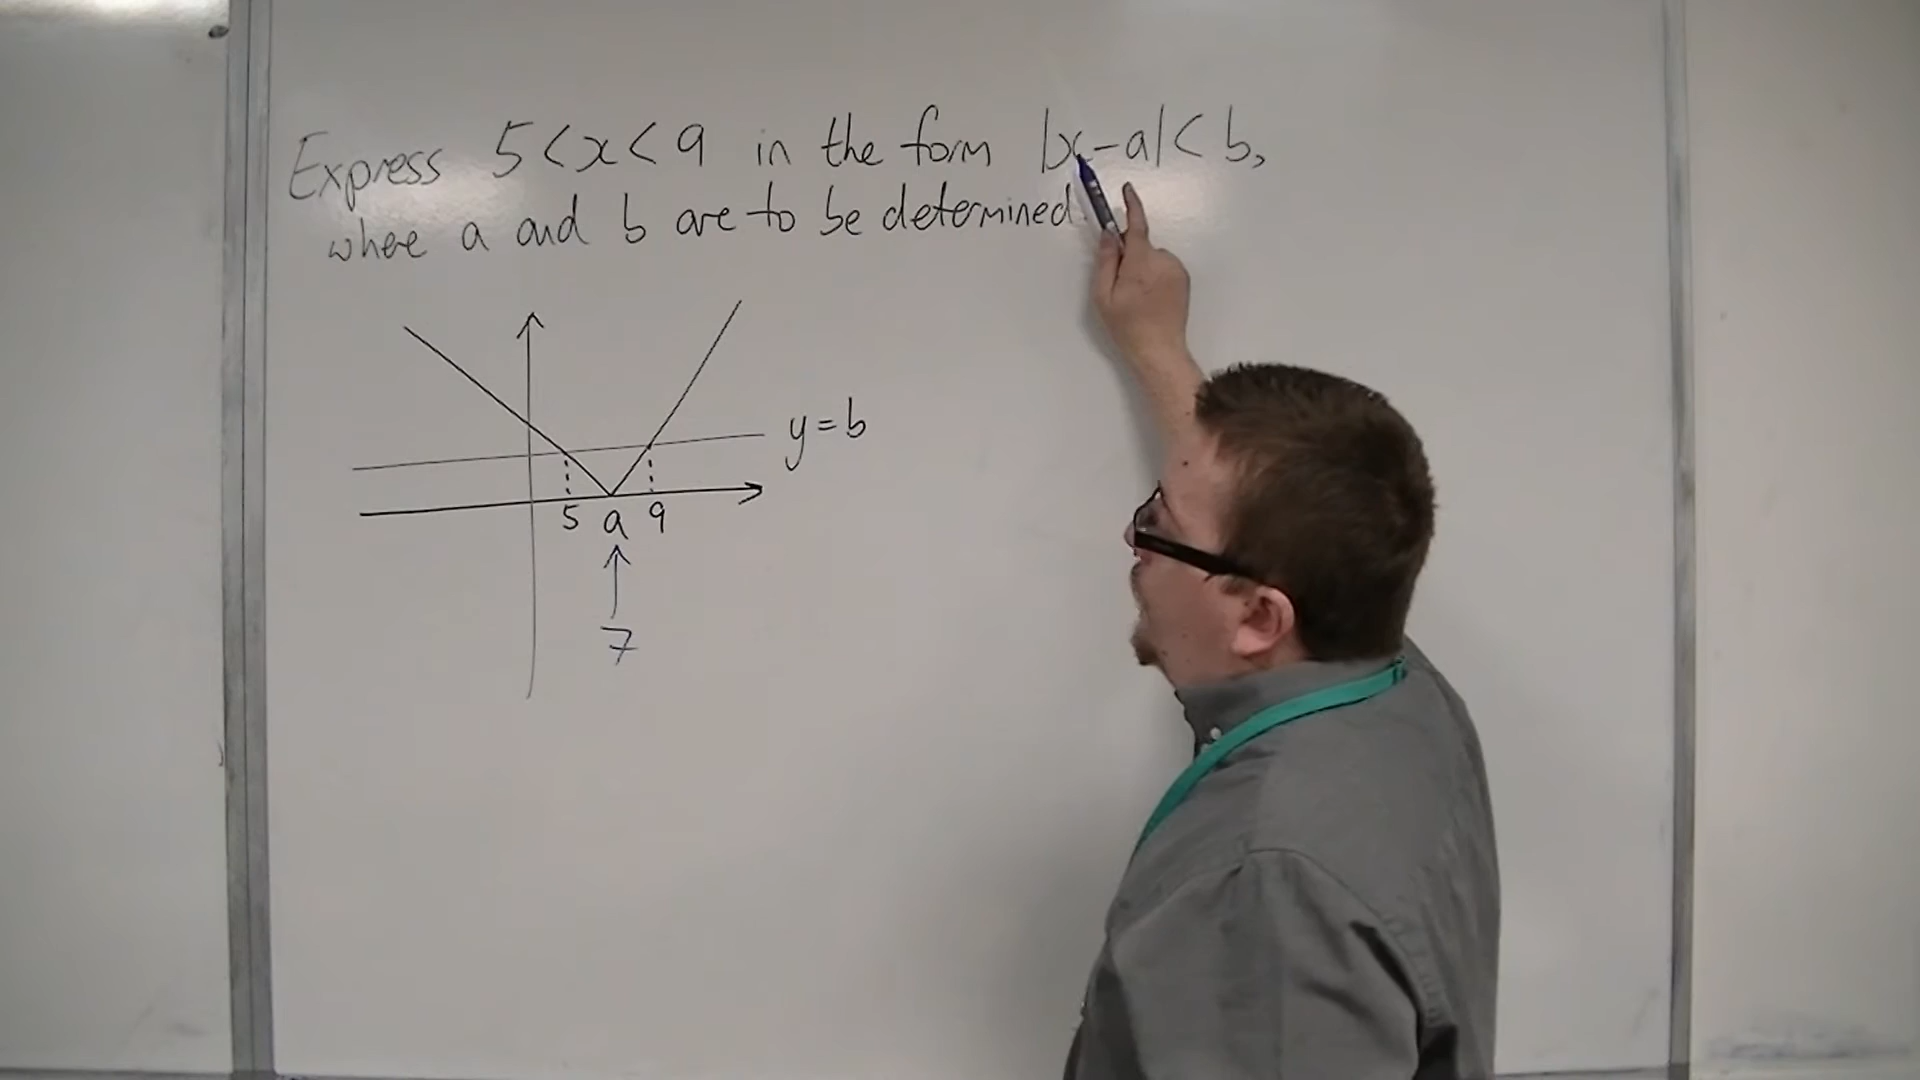 Express 5 < x < 9 in the form |x - a| < b,
where a and b are to be determined.
y = b
5 a 9
7